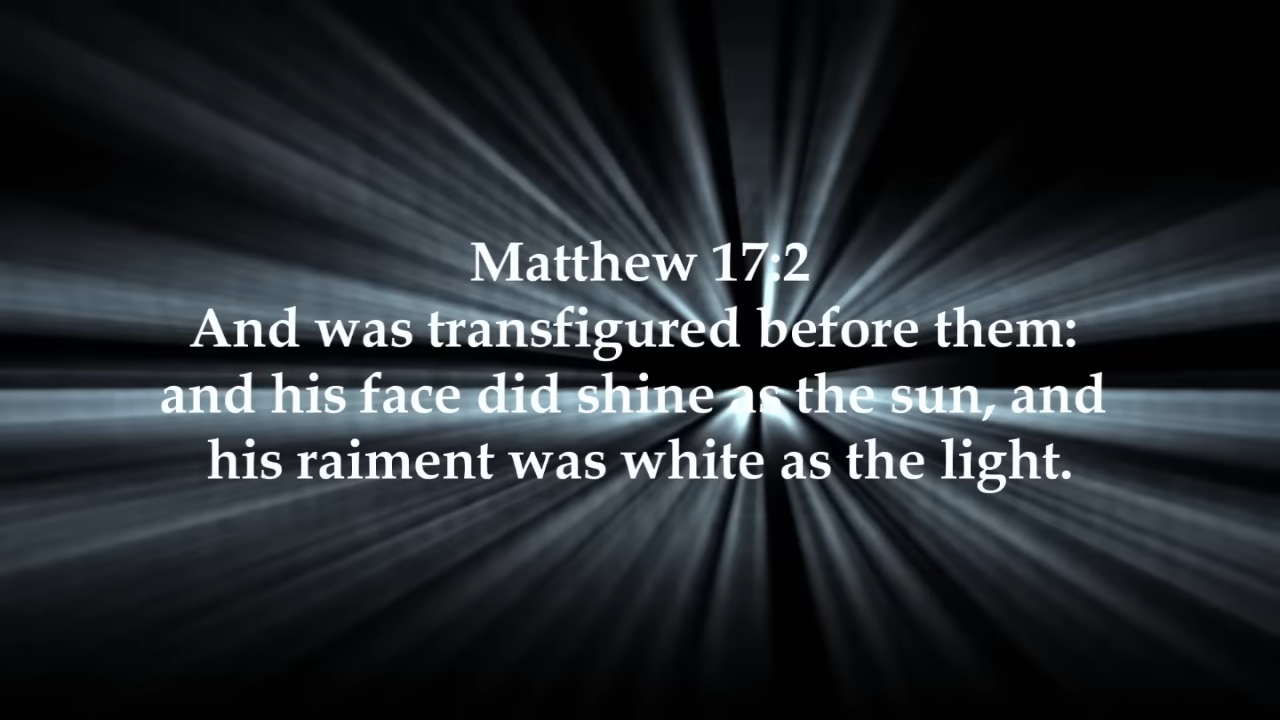 Matthew 17:2
And was transfigured before them:
and his face did shine as the sun, and
his raiment was white as the light.